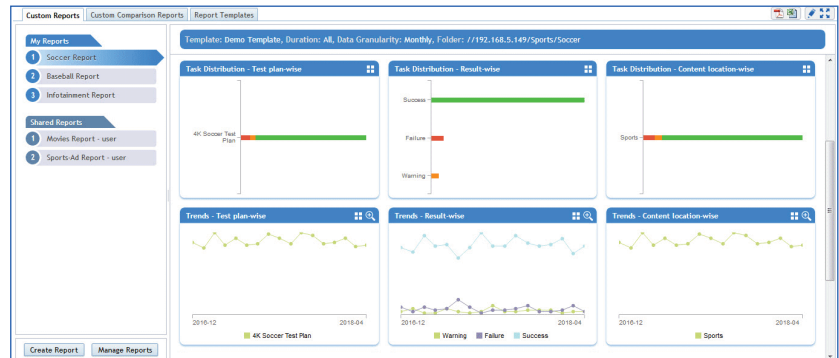 Custom Reports
Custom Comparison Reports
Report Templates
My Reports
1 Soccer Report
2 Baseball Report
3 Infotainment Report
Shared Reports
1 Movies Report - user
2 Sports-Ad Report - user
Create Report
Manage Reports
Template: Demo Template, Duration: All, Data Granularity: Monthly, Folder: //192.168.5.149/Sports/Soccer
Task Distribution - Test plan-wise
4K Soccer Test
Plan
Task Distribution - Result-wise
Success
Failure
Warning
Task Distribution - Content location-wise
Sports
Trends - Test plan-wise
2016-12
2018-04
4K Soccer Test Plan
Trends - Result-wise
2016-12
2018-04
Warning
Failure
Success
Trends - Content location-wise
2016-12
2018-04
Sports